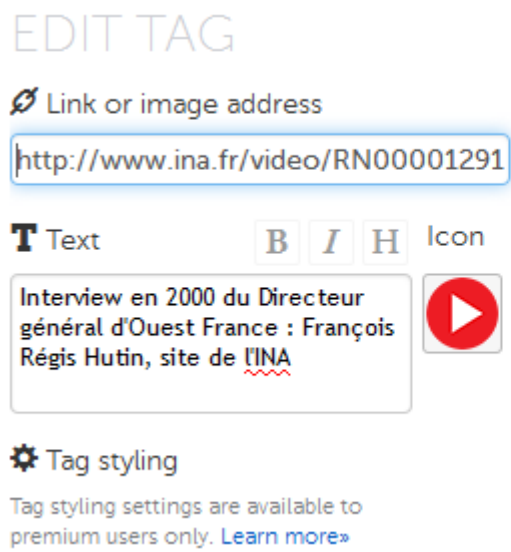 EDIT TAG
Link or image address
http://www.ina.fr/video/RN00001291
T Text B I H Icon
Interview en 2000 du Directeur
général d'Ouest France : François
Régis Hutin, site de l'INA
Tag styling
Tag styling settings are available to
premium users only. Learn more»